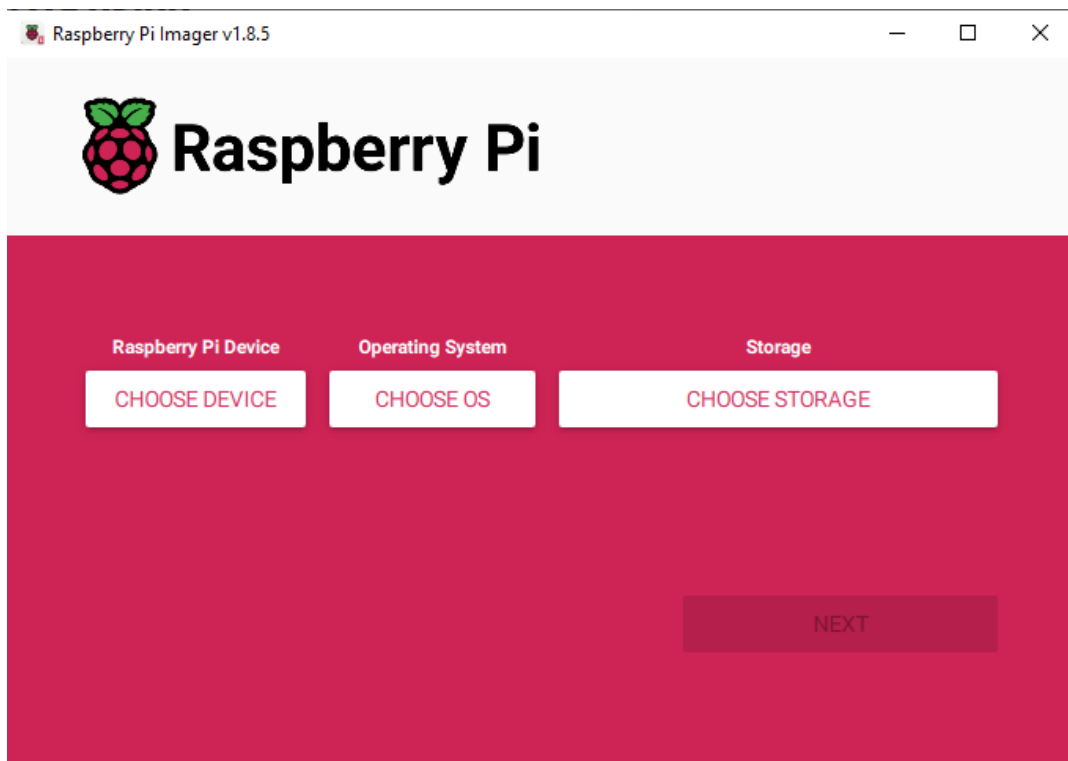 Raspberry Pi Imager v1.8.5
Raspberry Pi
Raspberry Pi Device
Operating System
Storage
CHOOSE DEVICE
CHOOSE OS
CHOOSE STORAGE
NEXT